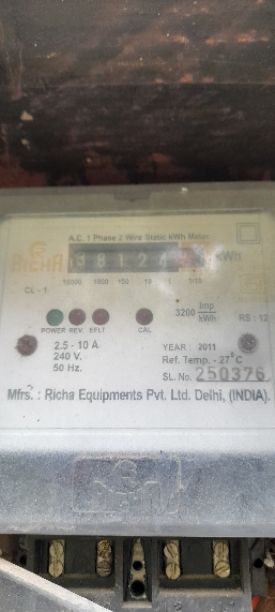 A.C. 1 Phase 2 Wire Static kWh Meter
RICHA kWh
10000 1000 100 10 1 1/10
CL - 1
3200 Imp/kWh
RS : 12
POWER REV. E/FLT CAL
2.5 - 10 A
240 V.
50 Hz.
YEAR : 2011
Ref. Temp. - 27°C
SL. No. 250376
Mfrs. : Richa Equipments Pvt. Ltd. Delhi, (INDIA).